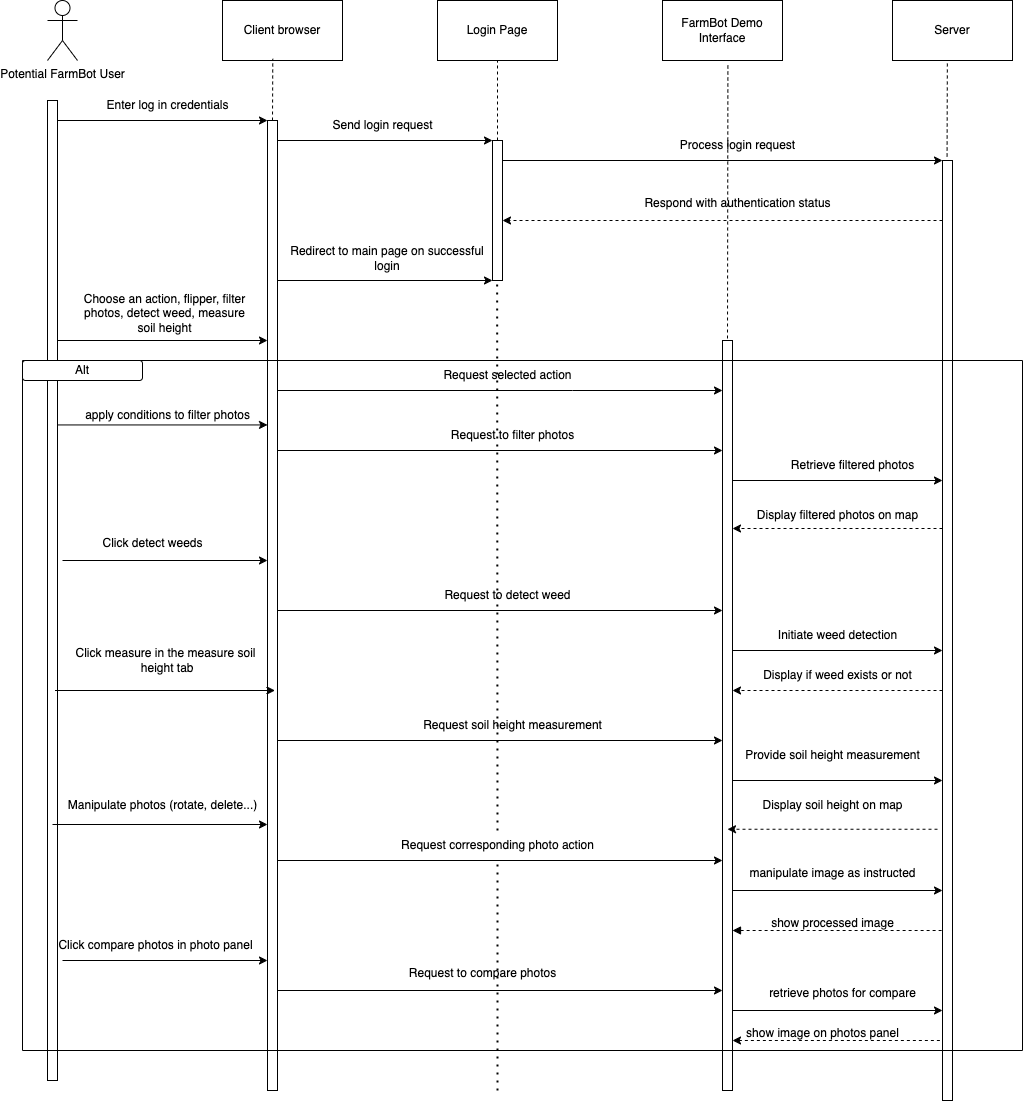 Client browser
Login Page
FarmBot Demo
Interface
Server
Potential FarmBot User
Enter log in credentials
Send login request
Process login request
Respond with authentication status
Redirect to main page on successful
login
Choose an action, flipper, filter
photos, detect weed, measure
soil height
Alt
Request selected action
apply conditions to filter photos
Request to filter photos
Retrieve filtered photos
Display filtered photos on map
Click detect weeds
Request to detect weed
Initiate weed detection
Click measure in the measure soil
height tab
Display if weed exists or not
Request soil height measurement
Provide soil height measurement
Manipulate photos (rotate, delete...)
Display soil height on map
Request corresponding photo action
manipulate image as instructed
show processed image
Click compare photos in photo panel
Request to compare photos
retrieve photos for compare
show image on photos panel